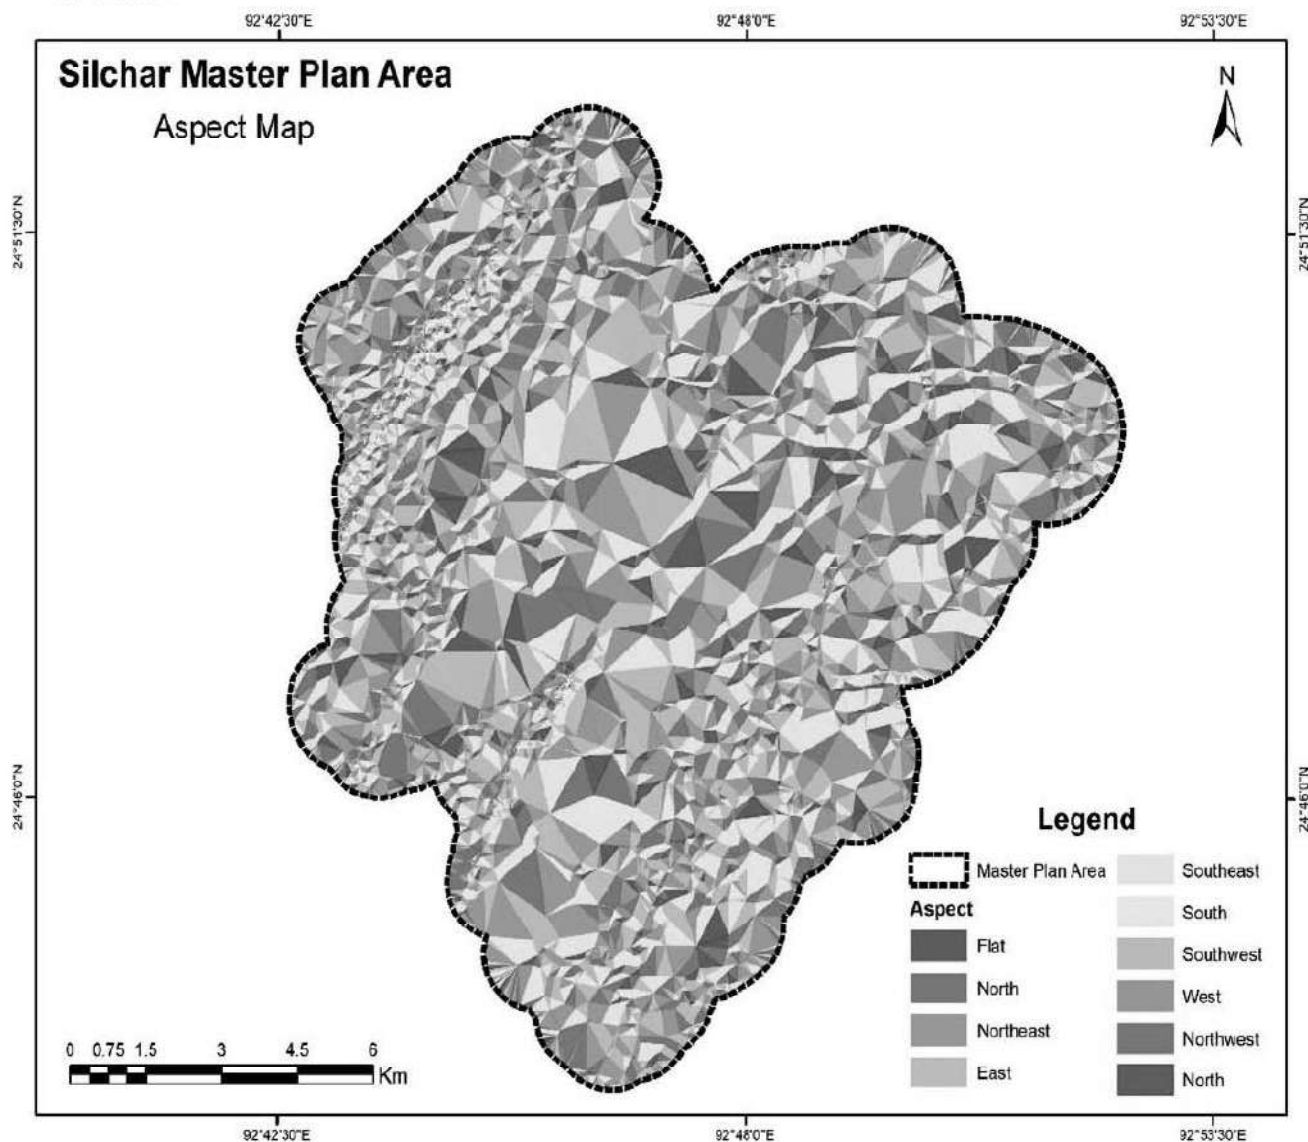 92°42'30"E 92°48'0"E 92°53'30"E
Silchar Master Plan Area
Aspect Map
N
24°51'30"N 24°51'30"N
24°46'0"N 24°46'0"N
Legend
Master Plan Area
Aspect
Flat
North
Northeast
East
Southeast
South
Southwest
West
Northwest
North
0 0.75 1.5 3 4.5 6
Km
92°42'30"E 92°48'0"E 92°53'30"E